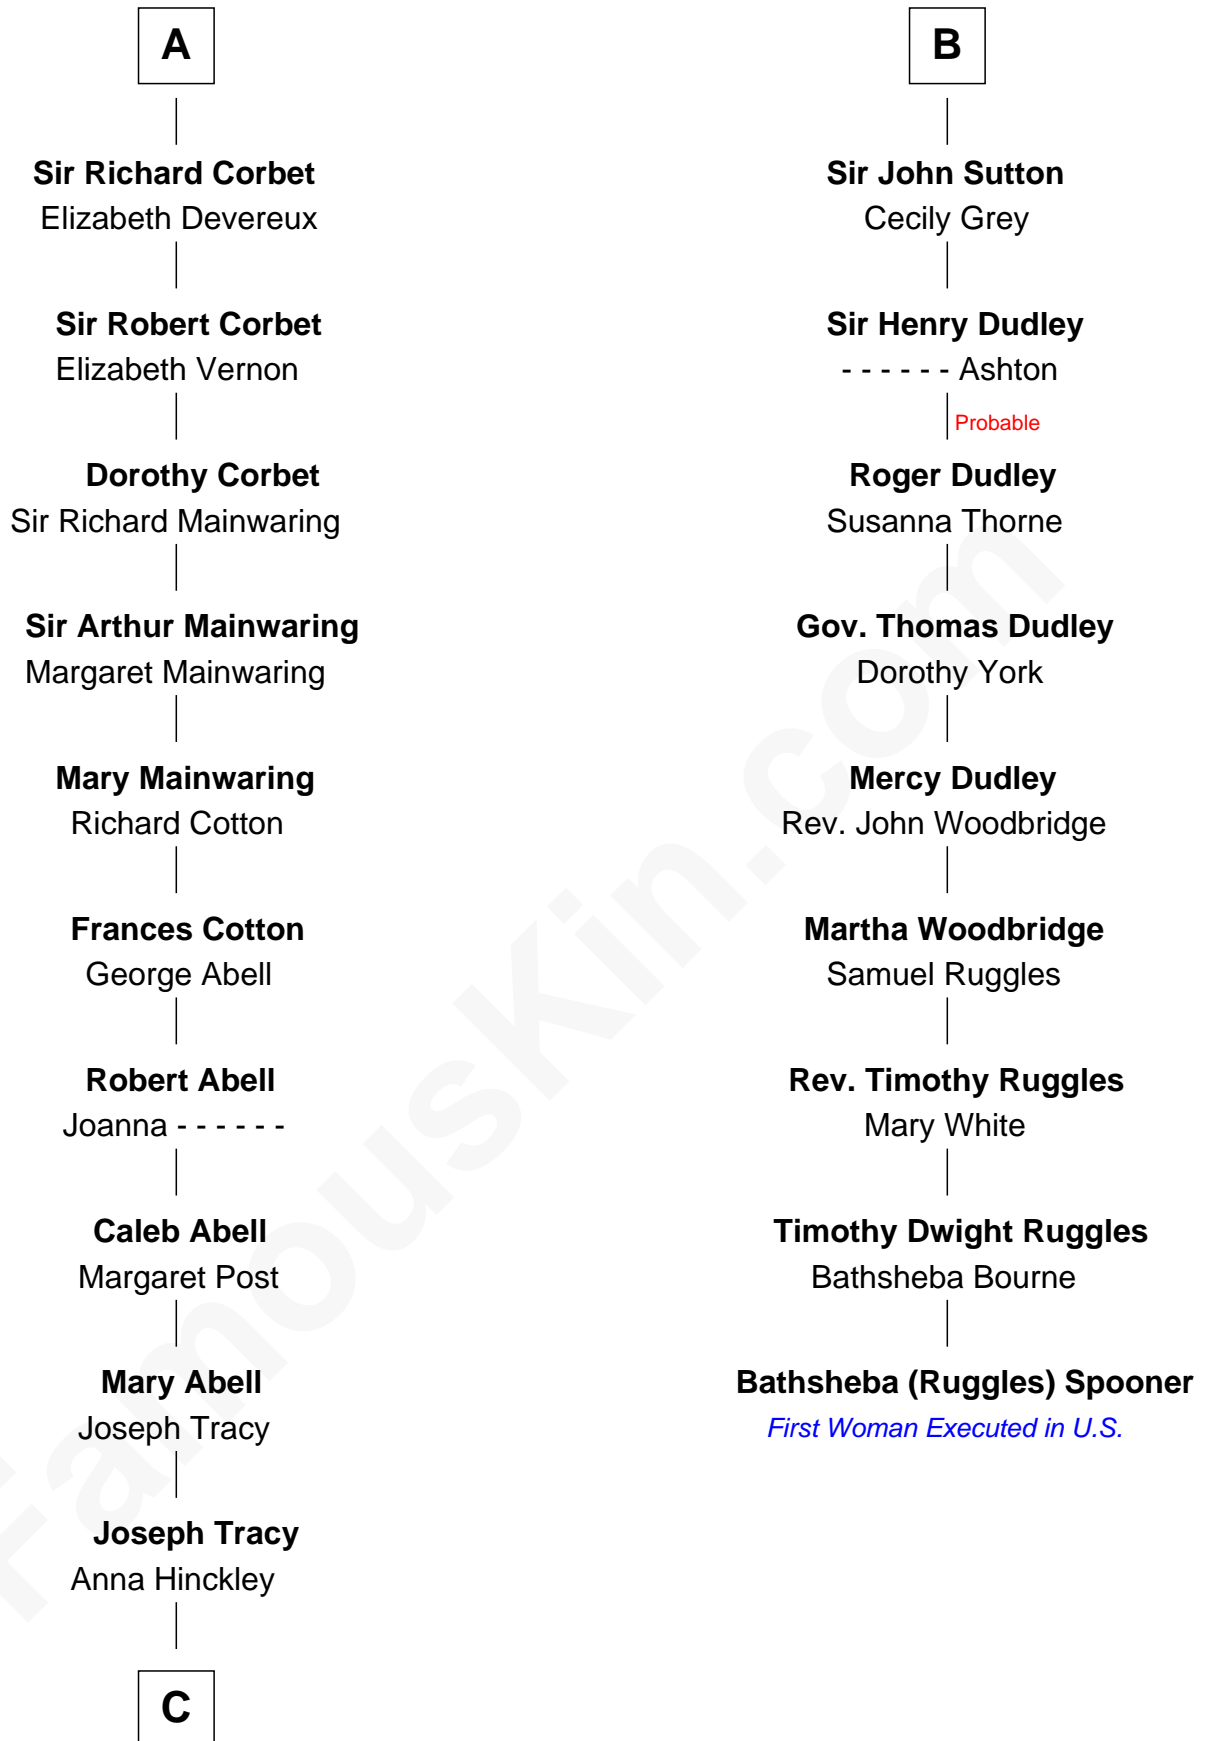 A
Sir Richard Corbet
Elizabeth Devereux
Sir Robert Corbet
Elizabeth Vernon
Dorothy Corbet
Sir Richard Mainwaring
Sir Arthur Mainwaring
Margaret Mainwaring
Mary Mainwaring
Richard Cotton
Frances Cotton
George Abell
Robert Abell
Joanna - - - - - -
Caleb Abell
Margaret Post
Mary Abell
Joseph Tracy
Joseph Tracy
Anna Hinckley
C
B
Sir John Sutton
Cecily Grey
Sir Henry Dudley
- - - - - - Ashton
Probable
Roger Dudley
Susanna Thorne
Gov. Thomas Dudley
Dorothy York
Mercy Dudley
Rev. John Woodbridge
Martha Woodbridge
Samuel Ruggles
Rev. Timothy Ruggles
Mary White
Timothy Dwight Ruggles
Bathsheba Bourne
Bathsheba (Ruggles) Spooner
First Woman Executed in U.S.
FamousKin.com